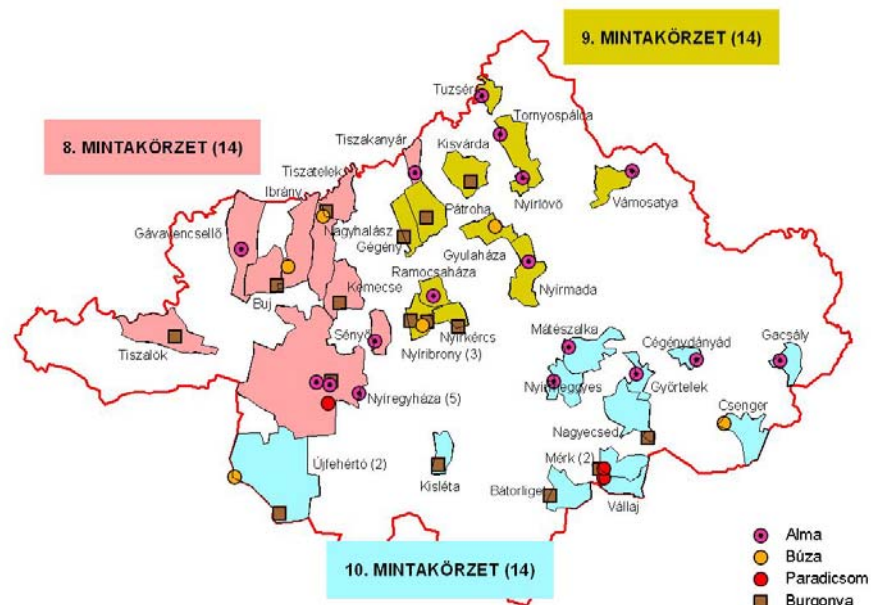 9. MINTAKÖRZET (14)
Tuzsér
Tornyospálca
8. MINTAKÖRZET (14)
Tiszakanyár
Kisvárda
Tiszatelek
Ibrány
Nyírlövő
Vámosatya
Gávavencsellő
Nagyhalász
Pátroha
Gégény
Gyulaháza
Ramocsaháza
Nyírmada
Buj
Kemecse
Tiszalök
Sényő
Nyírkércs
Nyíribrony (3)
Mátészalka
Cégénydányád
Gacsály
Nyírmeggyes
Győrtelek
Nyíregyháza (5)
Nagyecsed
Csenger
Újfehértó (2)
Kisléta
Mérk (2)
Bátorliget
Vállaj
10. MINTAKÖRZET (14)
Alma
Búza
Paradicsom
Burgonya